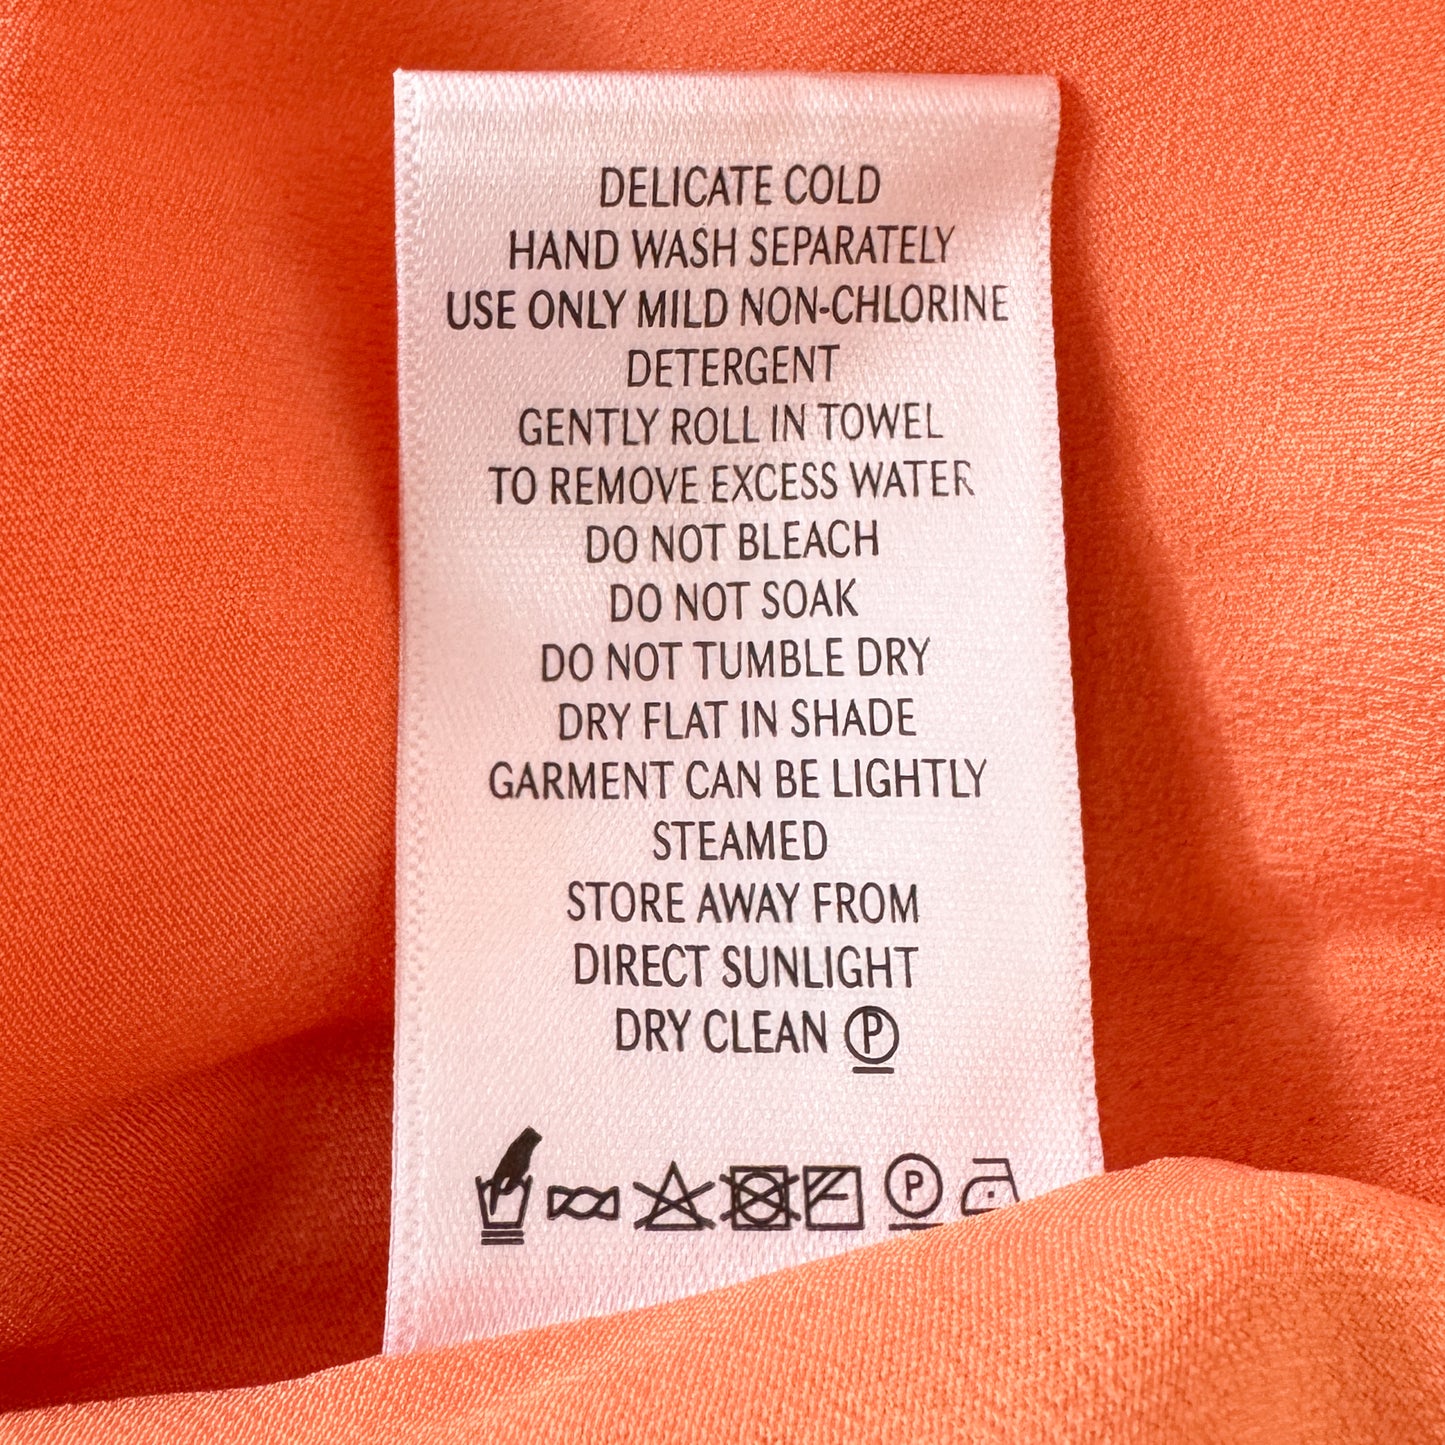 DELICATE COLD
HAND WASH SEPARATELY
USE ONLY MILD NON-CHLORINE
DETERGENT
GENTLY ROLL IN TOWEL
TO REMOVE EXCESS WATER
DO NOT BLEACH
DO NOT SOAK
DO NOT TUMBLE DRY
DRY FLAT IN SHADE
GARMENT CAN BE LIGHTLY
STEAMED
STORE AWAY FROM
DIRECT SUNLIGHT
DRY CLEAN P
P